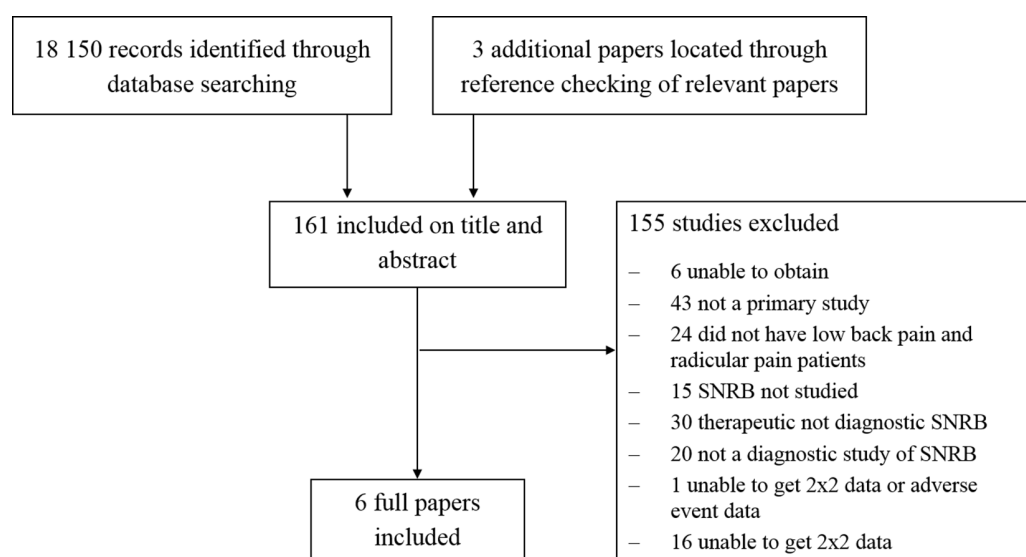 18 150 records identified through
database searching
3 additional papers located through
reference checking of relevant papers
161 included on title and
abstract
155 studies excluded
– 6 unable to obtain
– 43 not a primary study
– 24 did not have low back pain and
radicular pain patients
– 15 SNRB not studied
– 30 therapeutic not diagnostic SNRB
– 20 not a diagnostic study of SNRB
– 1 unable to get 2x2 data or adverse
event data
– 16 unable to get 2x2 data
6 full papers
included